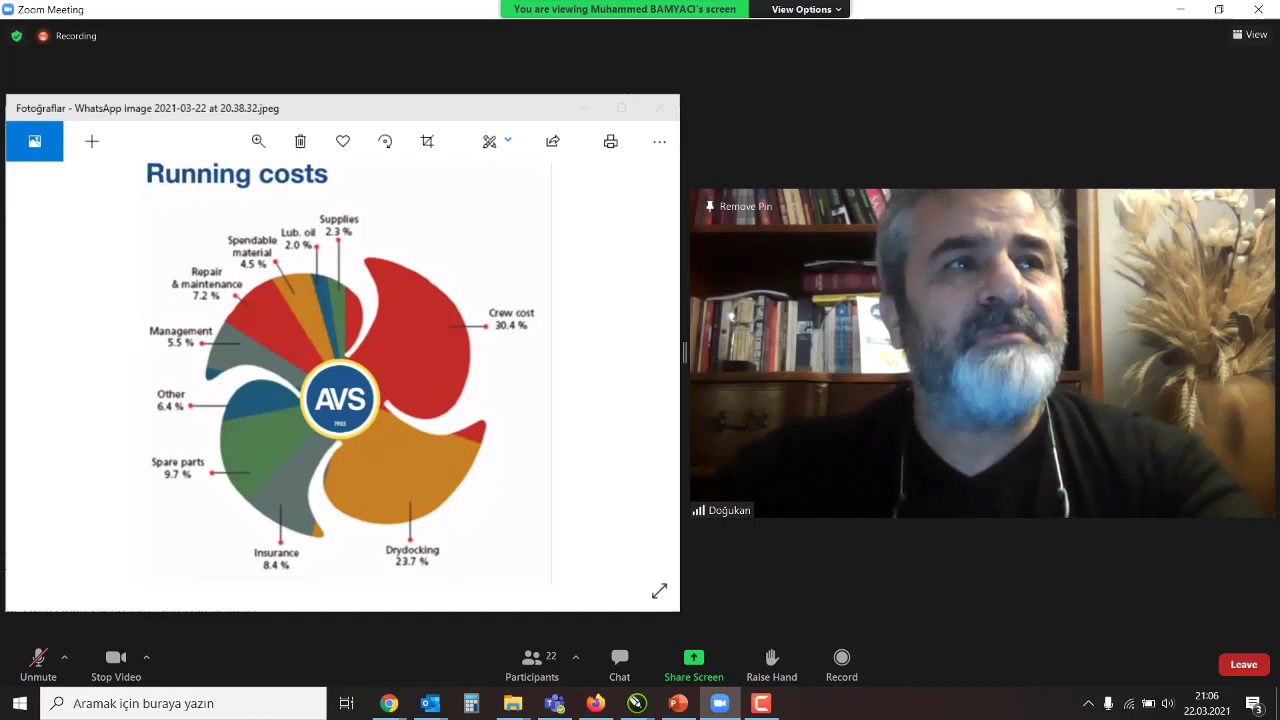 Zoom Meeting
You are viewing Muhammed BAMYACI's screen
View Options
Recording
View
Fotoğraflar - WhatsApp Image 2021-03-22 at 20.38.32.jpeg
Running costs
Supplies
2.3 %
Lub. oil
2.0 %
Spendable
material
4.5 %
Repair
& maintenance
7.2 %
Crew cost
30.4 %
Management
5.5 %
Other
6.4 %
AVS
1985
Spare parts
9.7 %
Insurance
8.4 %
Drydocking
23.7 %
Remove Pin
Doğukan
Unmute
Stop Video
22
Participants
Chat
Share Screen
Raise Hand
Record
Leave
Aramak için buraya yazın
21:06
22.03.2021
3